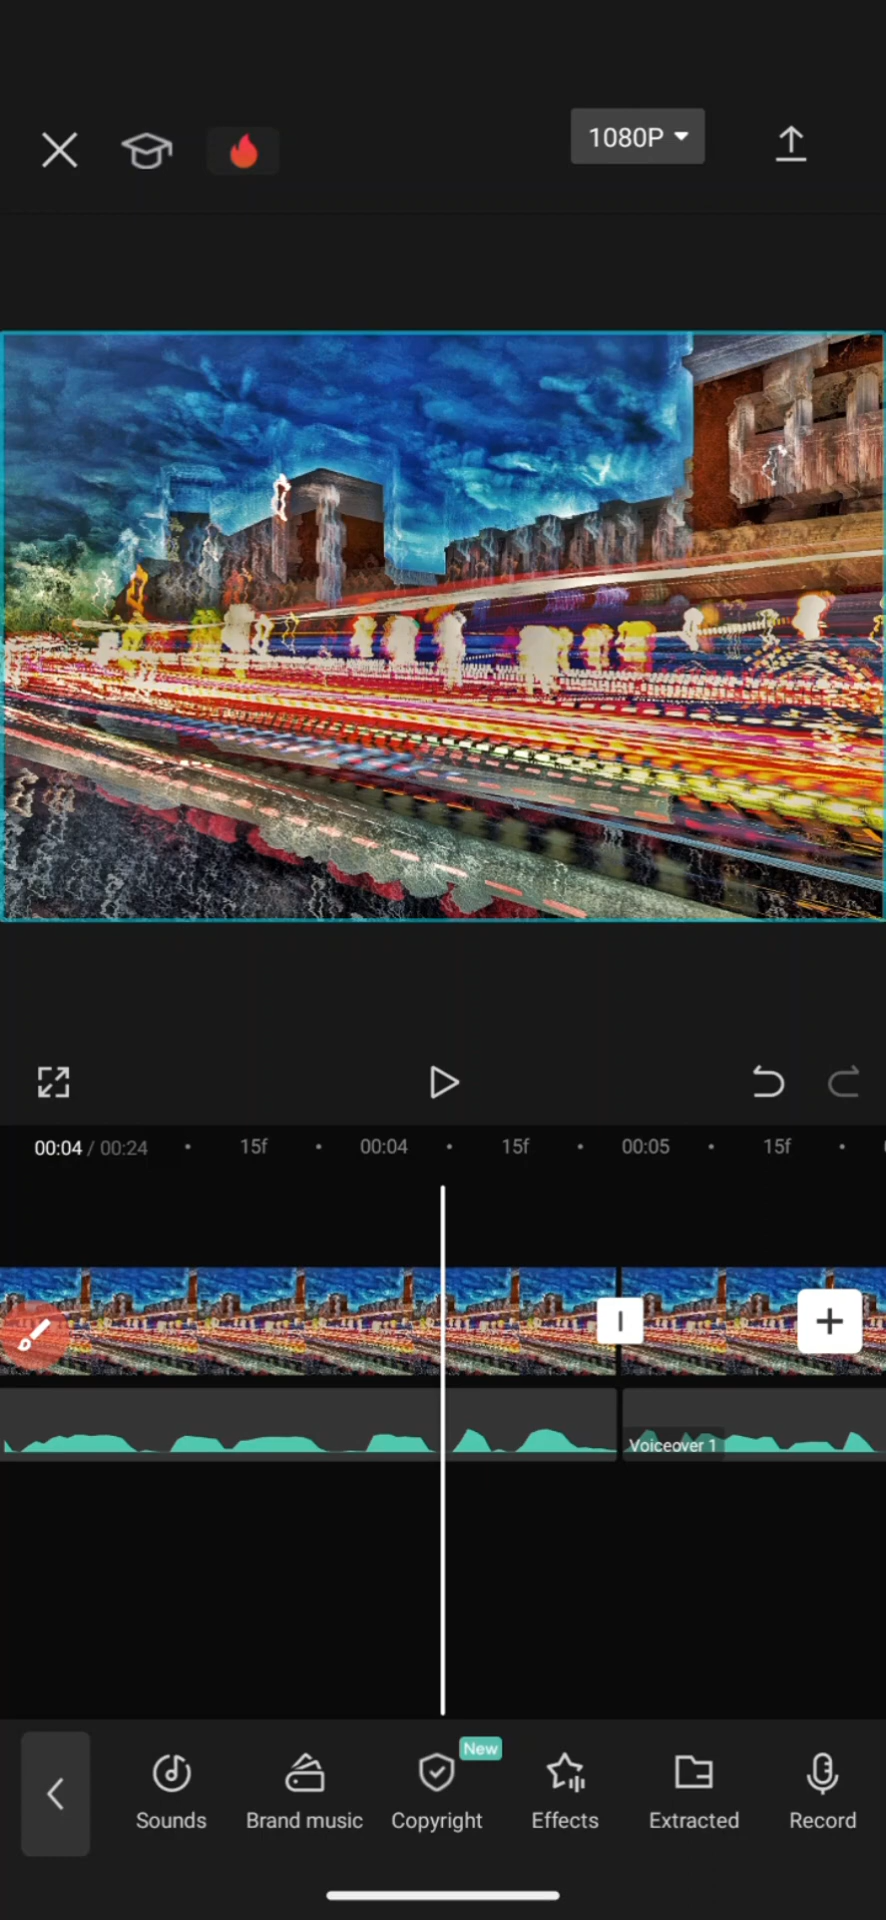 1080P
00:04 / 00:24 15f 00:04 15f 00:05 15f
Voiceover 1
New
Sounds Brand music Copyright Effects Extracted Record